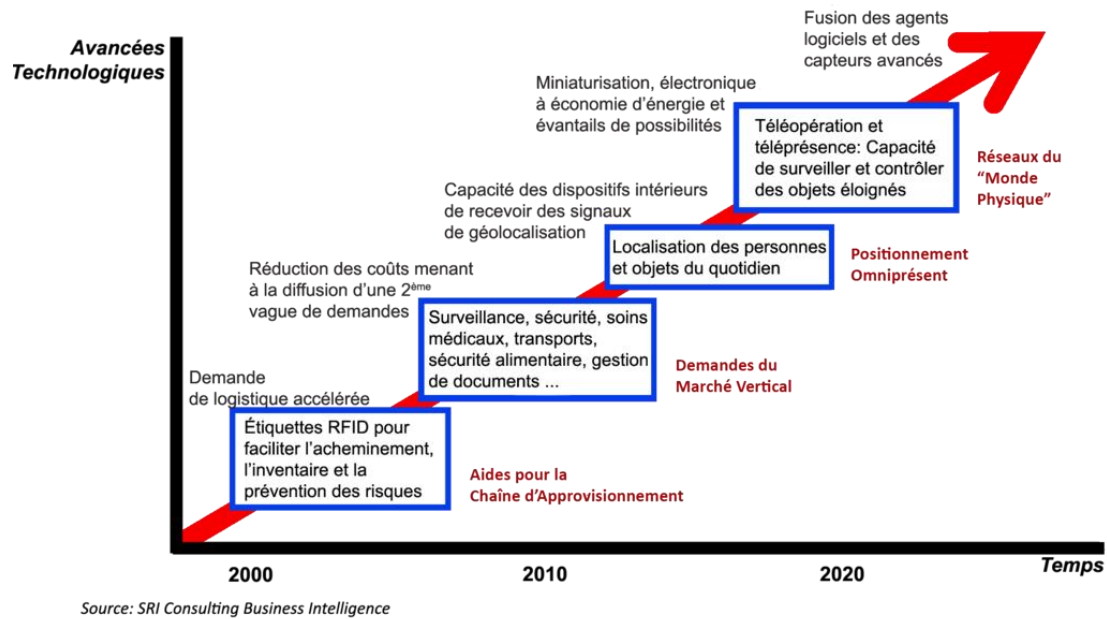 Avancées
Technologiques
Fusion des agents
logiciels et des
capteurs avancés
Miniaturisation, électronique
à économie d'énergie et
évantails de possibilités
Téléopération et
téléprésence: Capacité
de surveiller et contrôler
des objets éloignés
Réseaux du
“Monde
Physique”
Capacité des dispositifs intérieurs
de recevoir des signaux
de géolocalisation
Localisation des personnes
et objets du quotidien
Positionnement
Omniprésent
Réduction des coûts menant
à la diffusion d'une 2ème
vague de demandes
Surveillance, sécurité, soins
médicaux, transports,
sécurité alimentaire, gestion
de documents ...
Demandes du
Marché Vertical
Demande
de logistique accélérée
Étiquettes RFID pour
faciliter l'acheminement,
l'inventaire et la
prévention des risques
Aides pour la
Chaîne d'Approvisionnement
2000
2010
2020
Temps
Source: SRI Consulting Business Intelligence